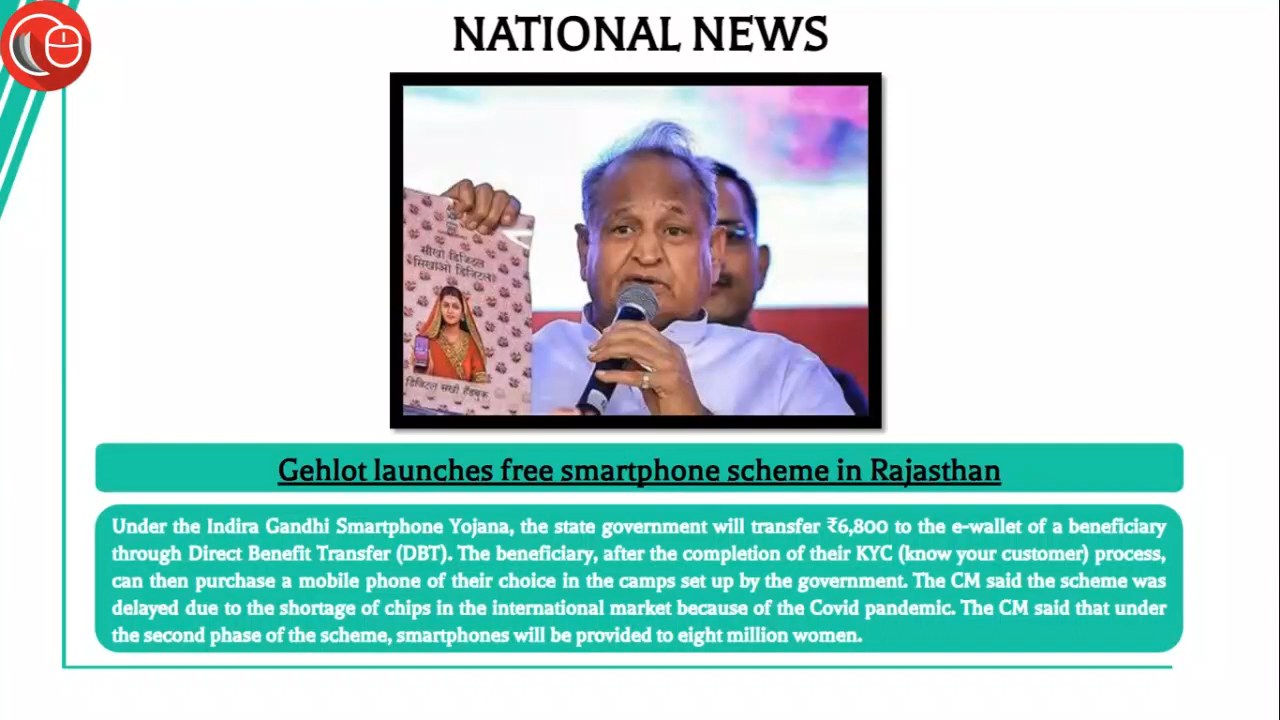 NATIONAL NEWS
सीखो डिजिटल
सिखाओ डिजिटल!
डिजिटल सखी हैंडबुक
Gehlot launches free smartphone scheme in Rajasthan
Under the Indira Gandhi Smartphone Yojana, the state government will transfer ₹6,800 to the e-wallet of a beneficiary
through Direct Benefit Transfer (DBT). The beneficiary, after the completion of their KYC (know your customer) process,
can then purchase a mobile phone of their choice in the camps set up by the government. The CM said the scheme was
delayed due to the shortage of chips in the international market because of the Covid pandemic. The CM said that under
the second phase of the scheme, smartphones will be provided to eight million women.